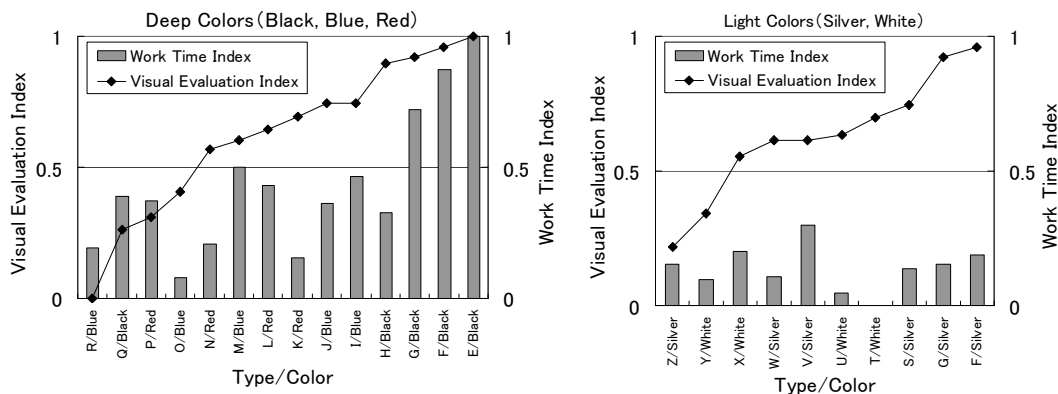 Deep Colors(Black, Blue, Red)
Work Time Index
Visual Evaluation Index
1
0.5
0
Visual Evaluation Index
1
0.5
0
Work Time Index
R/Blue
Q/Black
P/Red
O/Blue
N/Red
M/Blue
L/Red
K/Red
J/Blue
I/Blue
H/Black
G/Black
F/Black
E/Black
Type/Color
Light Colors(Silver, White)
Work Time Index
Visual Evaluation Index
1
0.5
0
Visual Evaluation Index
1
0.5
0
Work Time Index
Z/Silver
Y/White
X/White
W/Silver
V/Silver
U/White
T/White
S/Silver
G/Silver
F/Silver
Type/Color